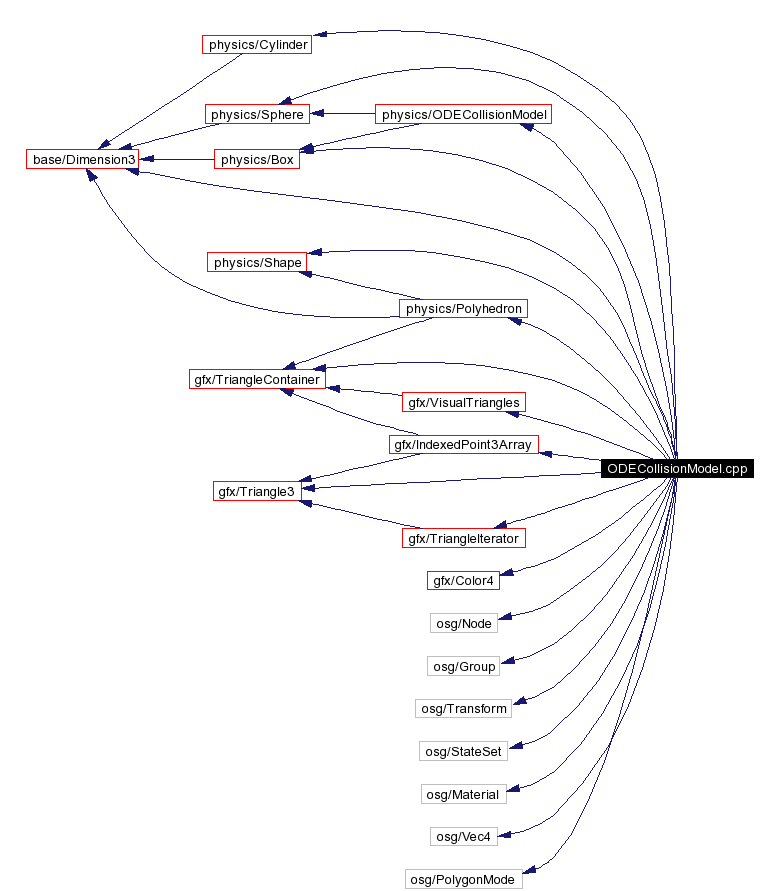 physics/Cylinder
physics/Sphere
physics/ODECollisionModel
base/Dimension3
physics/Box
physics/Shape
physics/Polyhedron
gfx/TriangleContainer
gfx/VisualTriangles
gfx/IndexedPoint3Array
ODECollisionModel.cpp
gfx/Triangle3
gfx/TriangleIterator
gfx/Color4
osg/Node
osg/Group
osg/Transform
osg/StateSet
osg/Material
osg/Vec4
osg/PolygonMode